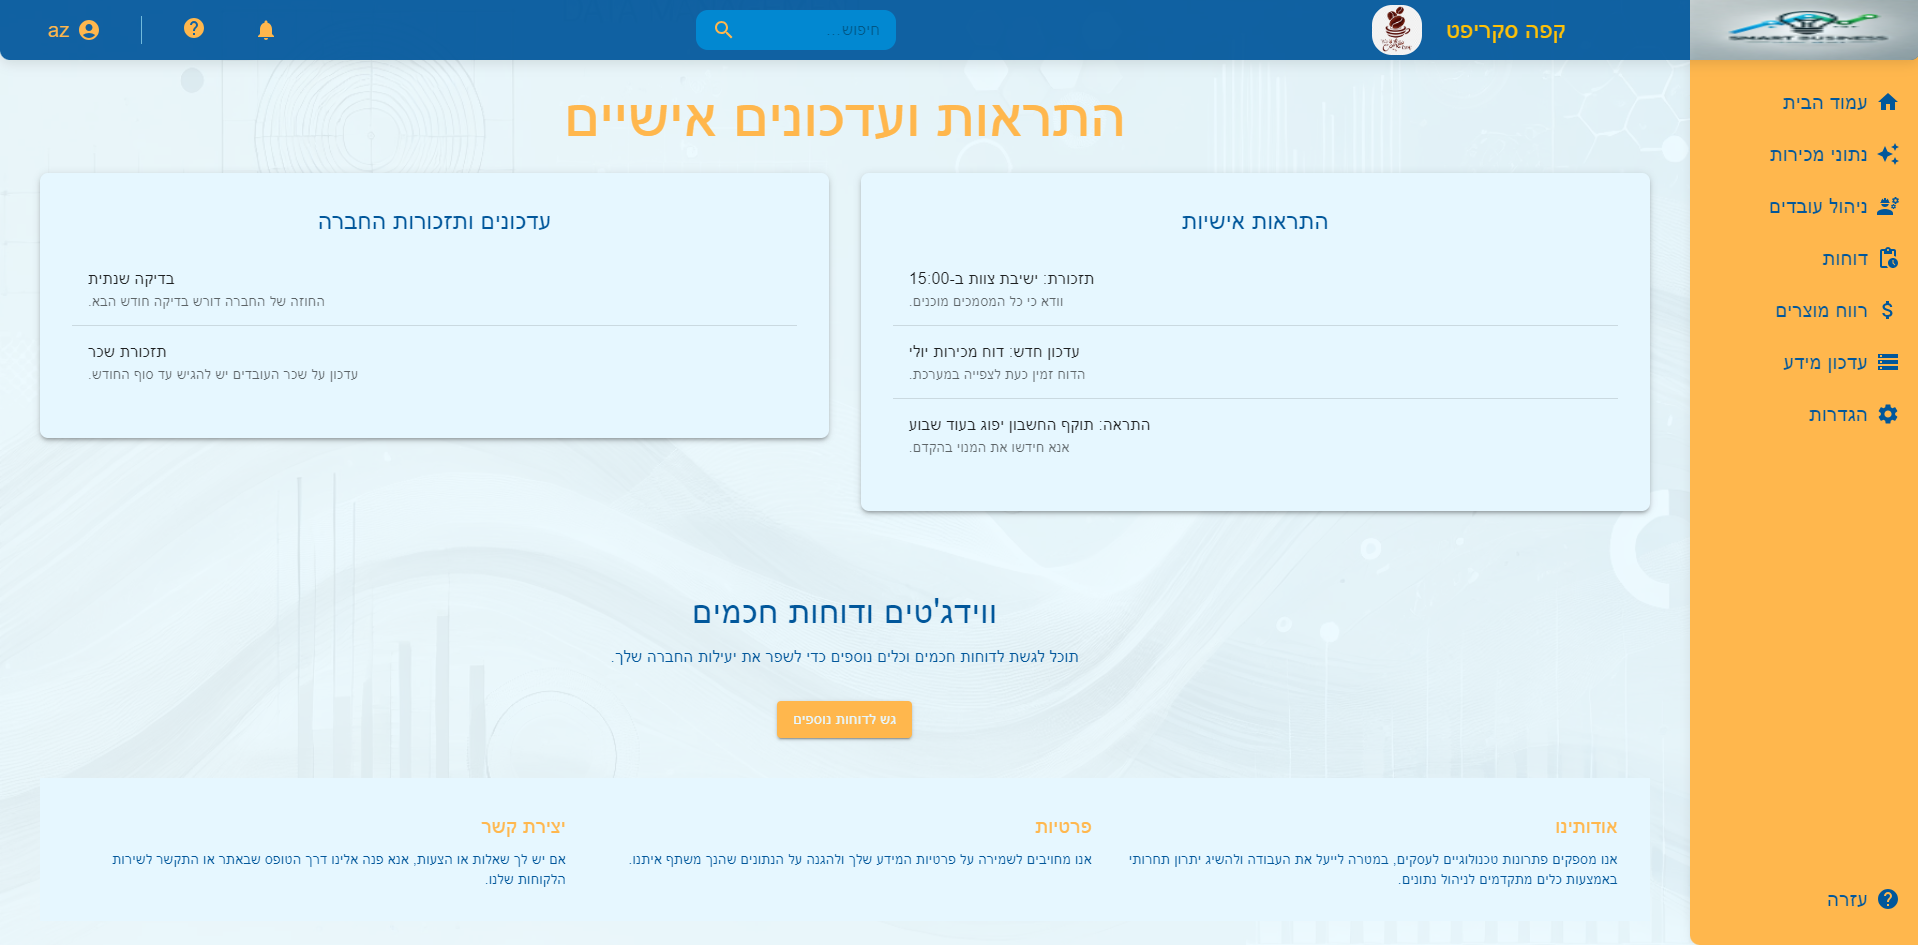 SMART BUSINESS
קפה סקריפט
חיפוש...
az
עמוד הבית
נתוני מכירות
ניהול עובדים
דוחות
רווח מוצרים
עדכון מידע
הגדרות
עזרה
התראות ועדכונים אישיים
התראות אישיות
תזכורת: ישיבת צוות ב-15:00
וודא כי כל המסמכים מוכנים.
עדכון חדש: דוח מכירות יולי
הדוח זמין כעת לצפייה במערכת.
התראה: תוקף החשבון יפוג בעוד שבוע
אנא חידשו את המנוי בהקדם.
עדכונים ותזכורות החברה
בדיקה שנתית
החוזה של החברה דורש בדיקה חודש הבא.
תזכורת שכר
עדכון על שכר העובדים יש להגיש עד סוף החודש.
ווידג'טים ודוחות חכמים
תוכל לגשת לדוחות חכמים וכלים נוספים כדי לשפר את יעילות החברה שלך.
גש לדוחות נוספים
אודותינו
אנו מספקים פתרונות טכנולוגיים לעסקים, במטרה לייעל את העבודה ולהשיג יתרון תחרותי
באמצעות כלים מתקדמים לניהול נתונים.
פרטיות
אנו מחויבים לשמירה על פרטיות המידע שלך ולהגנה על הנתונים שהנך משתף איתנו.
יצירת קשר
אם יש לך שאלות או הצעות, אנא פנה אלינו דרך הטופס שבאתר או התקשר לשירות
הלקוחות שלנו.